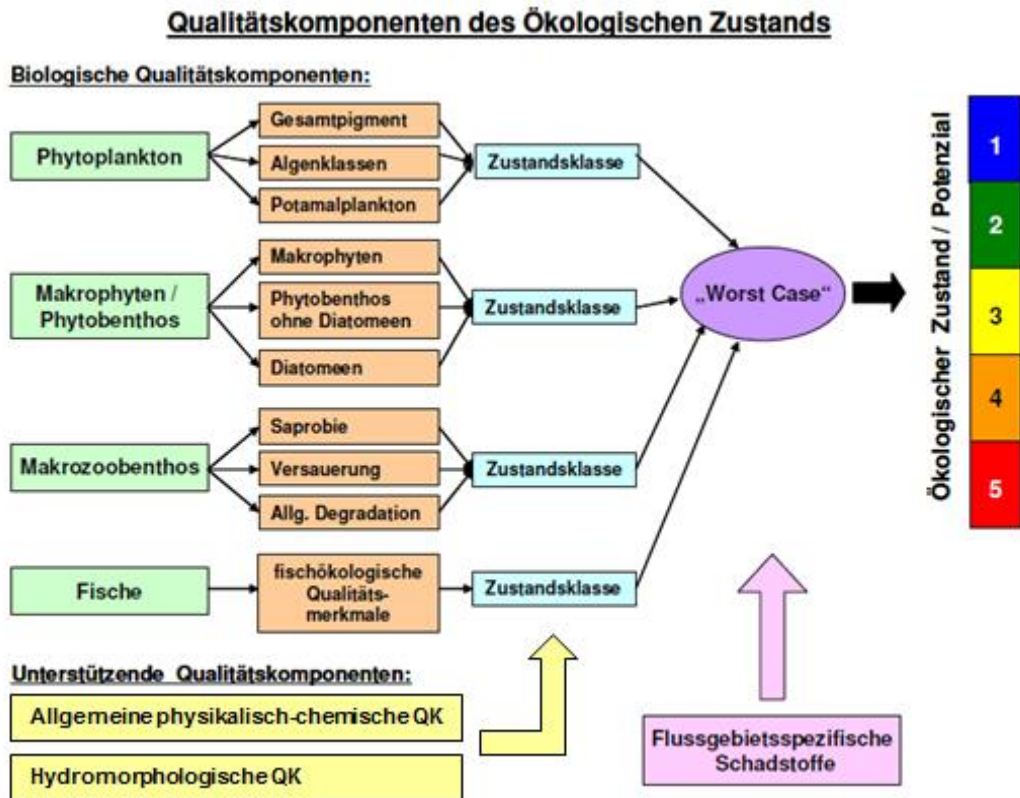 Qualitätskomponenten des Ökologischen Zustands
Biologische Qualitätskomponenten:
Phytoplankton
Gesamtpigment
Algenklassen
Potamalplankton
Zustandsklasse
Makrophyten /
Phytobenthos
Makrophyten
Phytobenthos
ohne Diatomeen
Diatomeen
Zustandsklasse
Makrozoobenthos
Saprobie
Versauerung
Allg. Degradation
Zustandsklasse
Fische
fischökologische
Qualitäts-
merkmale
Zustandsklasse
„Worst Case“
Ökologischer Zustand / Potenzial
1
2
3
4
5
Unterstützende Qualitätskomponenten:
Allgemeine physikalisch-chemische QK
Hydromorphologische QK
Flussgebietsspezifische
Schadstoffe